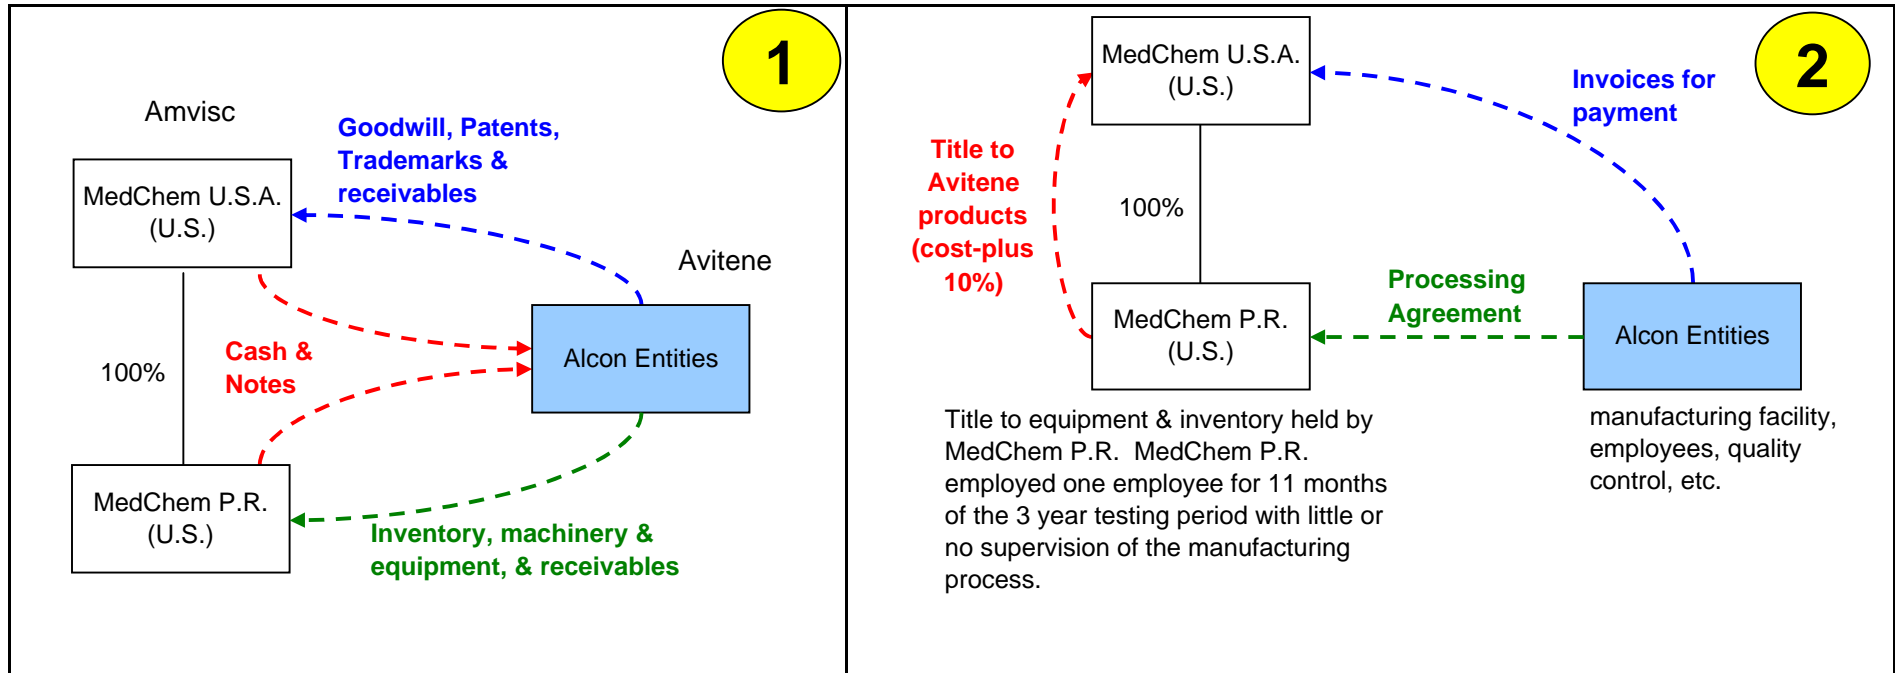 1
Amvisc
Goodwill, Patents,
Trademarks &
receivables
MedChem U.S.A.
(U.S.)
Avitene
Alcon Entities
Cash &
Notes
100%
MedChem P.R.
(U.S.)
Inventory, machinery &
equipment, & receivables
2
MedChem U.S.A.
(U.S.)
Invoices for
payment
Title to
Avitene
products
(cost-plus
10%)
100%
Processing
Agreement
MedChem P.R.
(U.S.)
Alcon Entities
Title to equipment & inventory held by
MedChem P.R.  MedChem P.R.
employed one employee for 11 months
of the 3 year testing period with little or
no supervision of the manufacturing
process.
manufacturing facility,
employees, quality
control, etc.